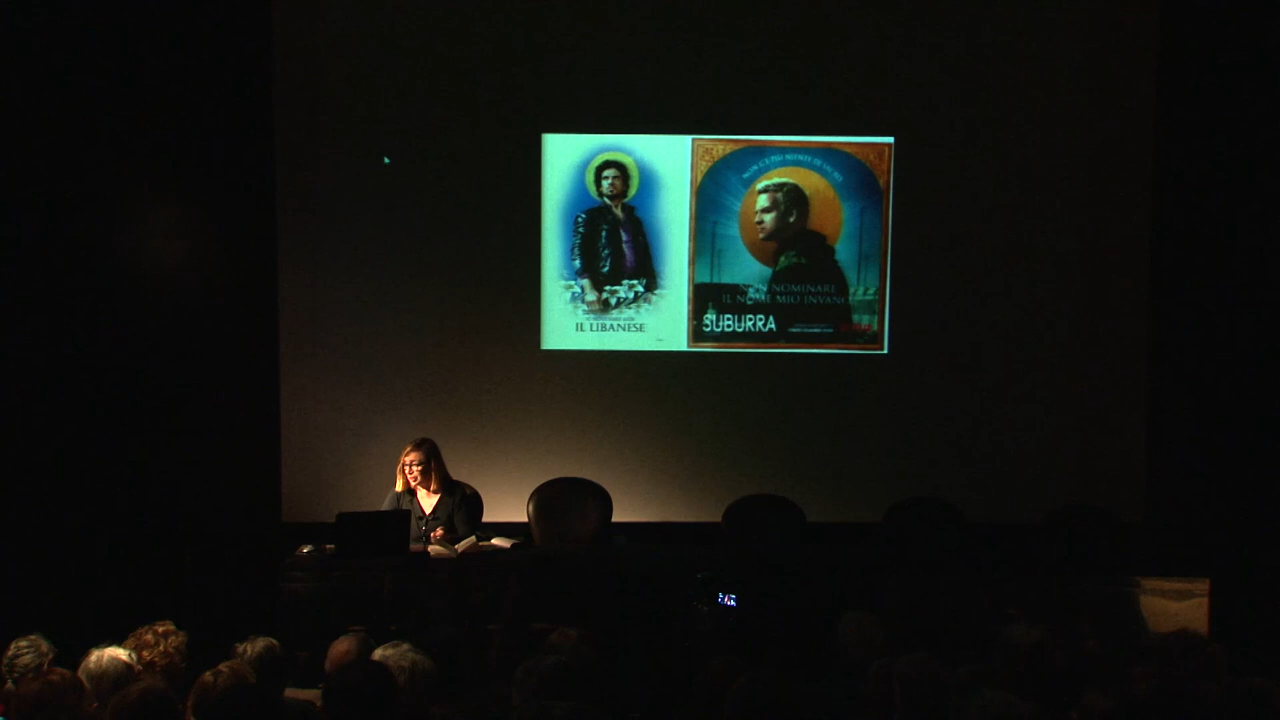 IL LIBANESE
NON C'È PIÙ NIENTE DI SACRO
NON NOMINARE
IL NOME MIO INVANO
SUBURRA